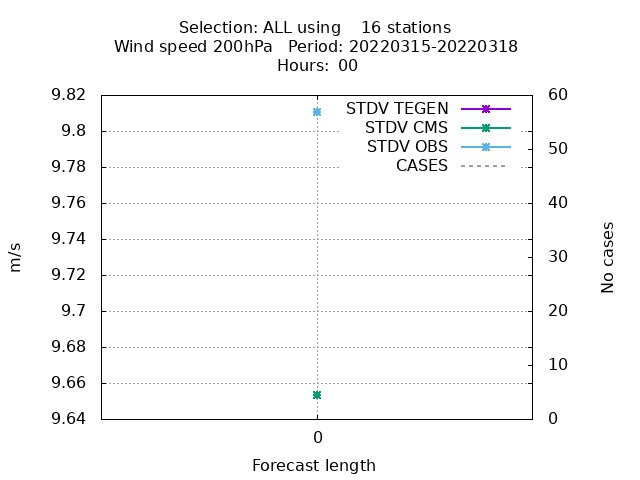 Selection: ALL using    16 stations
Wind speed 200hPa   Period: 20220315-20220318
Hours:  00
9.82
9.8
9.78
9.76
9.74
9.72
9.7
9.68
9.66
9.64
60
50
40
30
20
10
0
STDV TEGEN
STDV CMS
STDV OBS
CASES
m/s
No cases
0
Forecast length